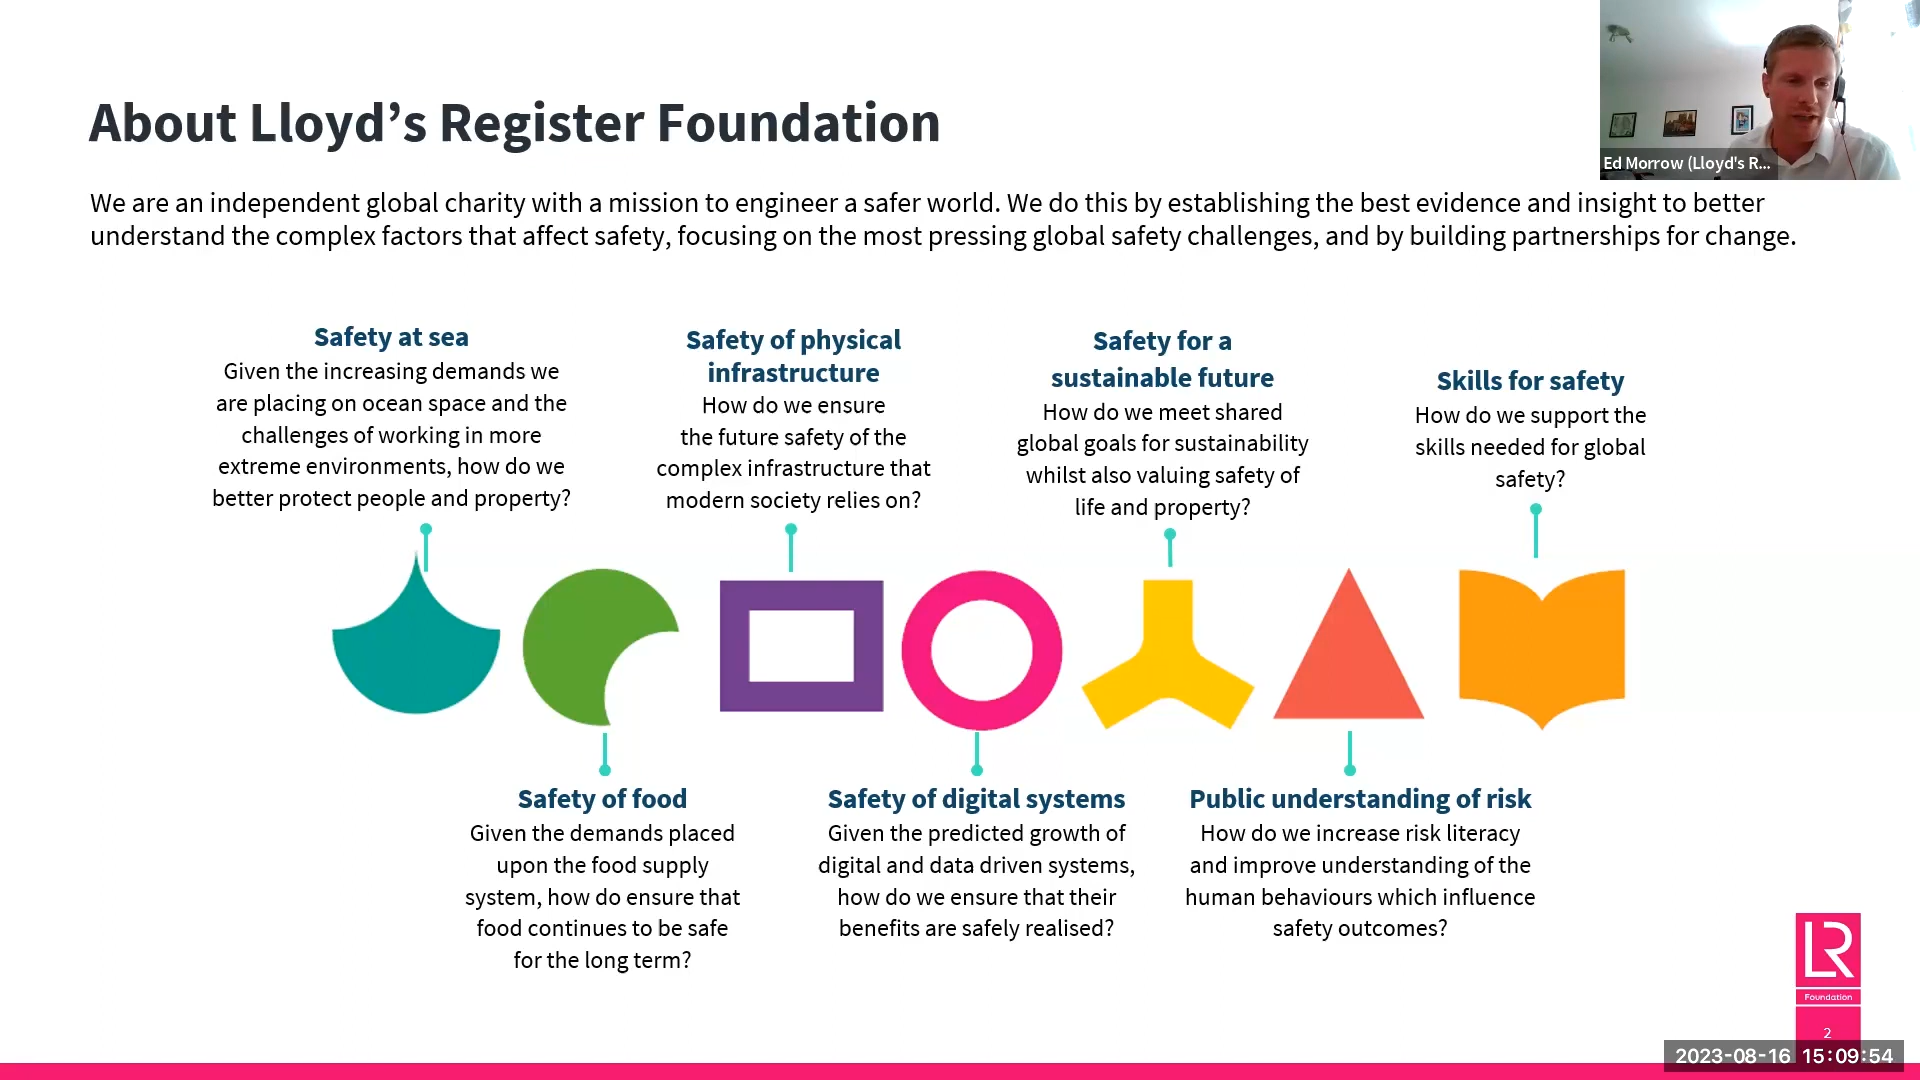 About Lloyd’s Register Foundation
Ed Morrow (Lloyd's R...
We are an independent global charity with a mission to engineer a safer world. We do this by establishing the best evidence and insight to better
understand the complex factors that affect safety, focusing on the most pressing global safety challenges, and by building partnerships for change.
Safety at sea
Given the increasing demands we
are placing on ocean space and the
challenges of working in more
extreme environments, how do we
better protect people and property?
Safety of physical
infrastructure
How do we ensure
the future safety of the
complex infrastructure that
modern society relies on?
Safety for a
sustainable future
How do we meet shared
global goals for sustainability
whilst also valuing safety of
life and property?
Skills for safety
How do we support the
skills needed for global
safety?
Safety of food
Given the demands placed
upon the food supply
system, how do ensure that
food continues to be safe
for the long term?
Safety of digital systems
Given the predicted growth of
digital and data driven systems,
how do we ensure that their
benefits are safely realised?
Public understanding of risk
How do we increase risk literacy
and improve understanding of the
human behaviours which influence
safety outcomes?
LR
Foundation
2
2023-08-16 15:09:54